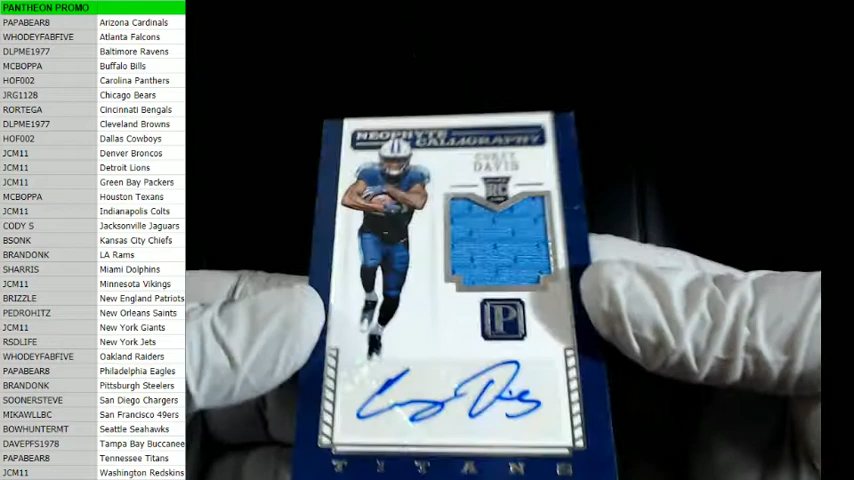 PANTHEON PROMO
PAPABEAR8 Arizona Cardinals
WHODEYFABFIVE Atlanta Falcons
DLPME1977 Baltimore Ravens
MCBOPPA Buffalo Bills
HOF002 Carolina Panthers
JRG1128 Chicago Bears
RORTEGA Cincinnati Bengals
DLPME1977 Cleveland Browns
HOF002 Dallas Cowboys
JCM11 Denver Broncos
JCM11 Detroit Lions
JCM11 Green Bay Packers
MCBOPPA Houston Texans
JCM11 Indianapolis Colts
CODY S Jacksonville Jaguars
BSONK Kansas City Chiefs
BRANDONK LA Rams
SHARRIS Miami Dolphins
JCM11 Minnesota Vikings
BRIZZLE New England Patriots
PEDROHITZ New Orleans Saints
JCM11 New York Giants
RSDLIFE New York Jets
WHODEYFABFIVE Oakland Raiders
PAPABEAR8 Philadelphia Eagles
BRANDONK Pittsburgh Steelers
SOONERSTEVE San Diego Chargers
MIKAWLLBC San Francisco 49ers
BOWHUNTERMT Seattle Seahawks
DAVEPFS1978 Tampa Bay Buccanee
PAPABEAR8 Tennessee Titans
JCM11 Washington Redskins
NEOPHYTE
CALLIGRAPHY
COREY
DAVIS
RC
P
Corey Davis
TITANS